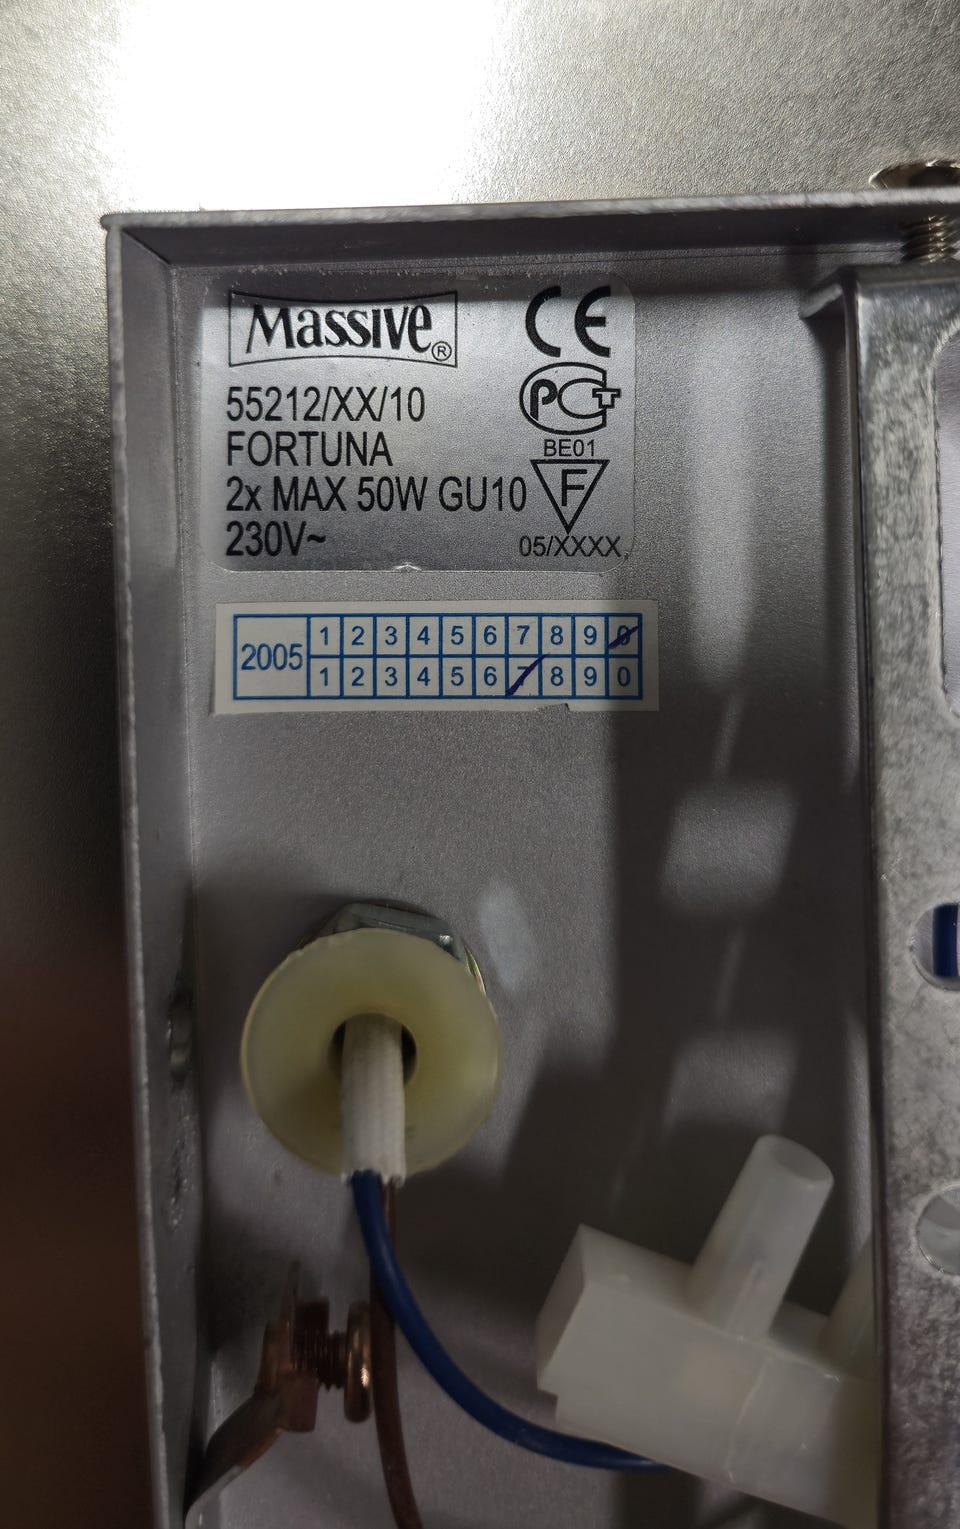 Massive®
55212/XX/10
FORTUNA
2x MAX 50W GU10
230V~
CE
PCT
BE01
F
05/XXXX
2005
1 2 3 4 5 6 7 8 9 0
1 2 3 4 5 6 7 8 9 0